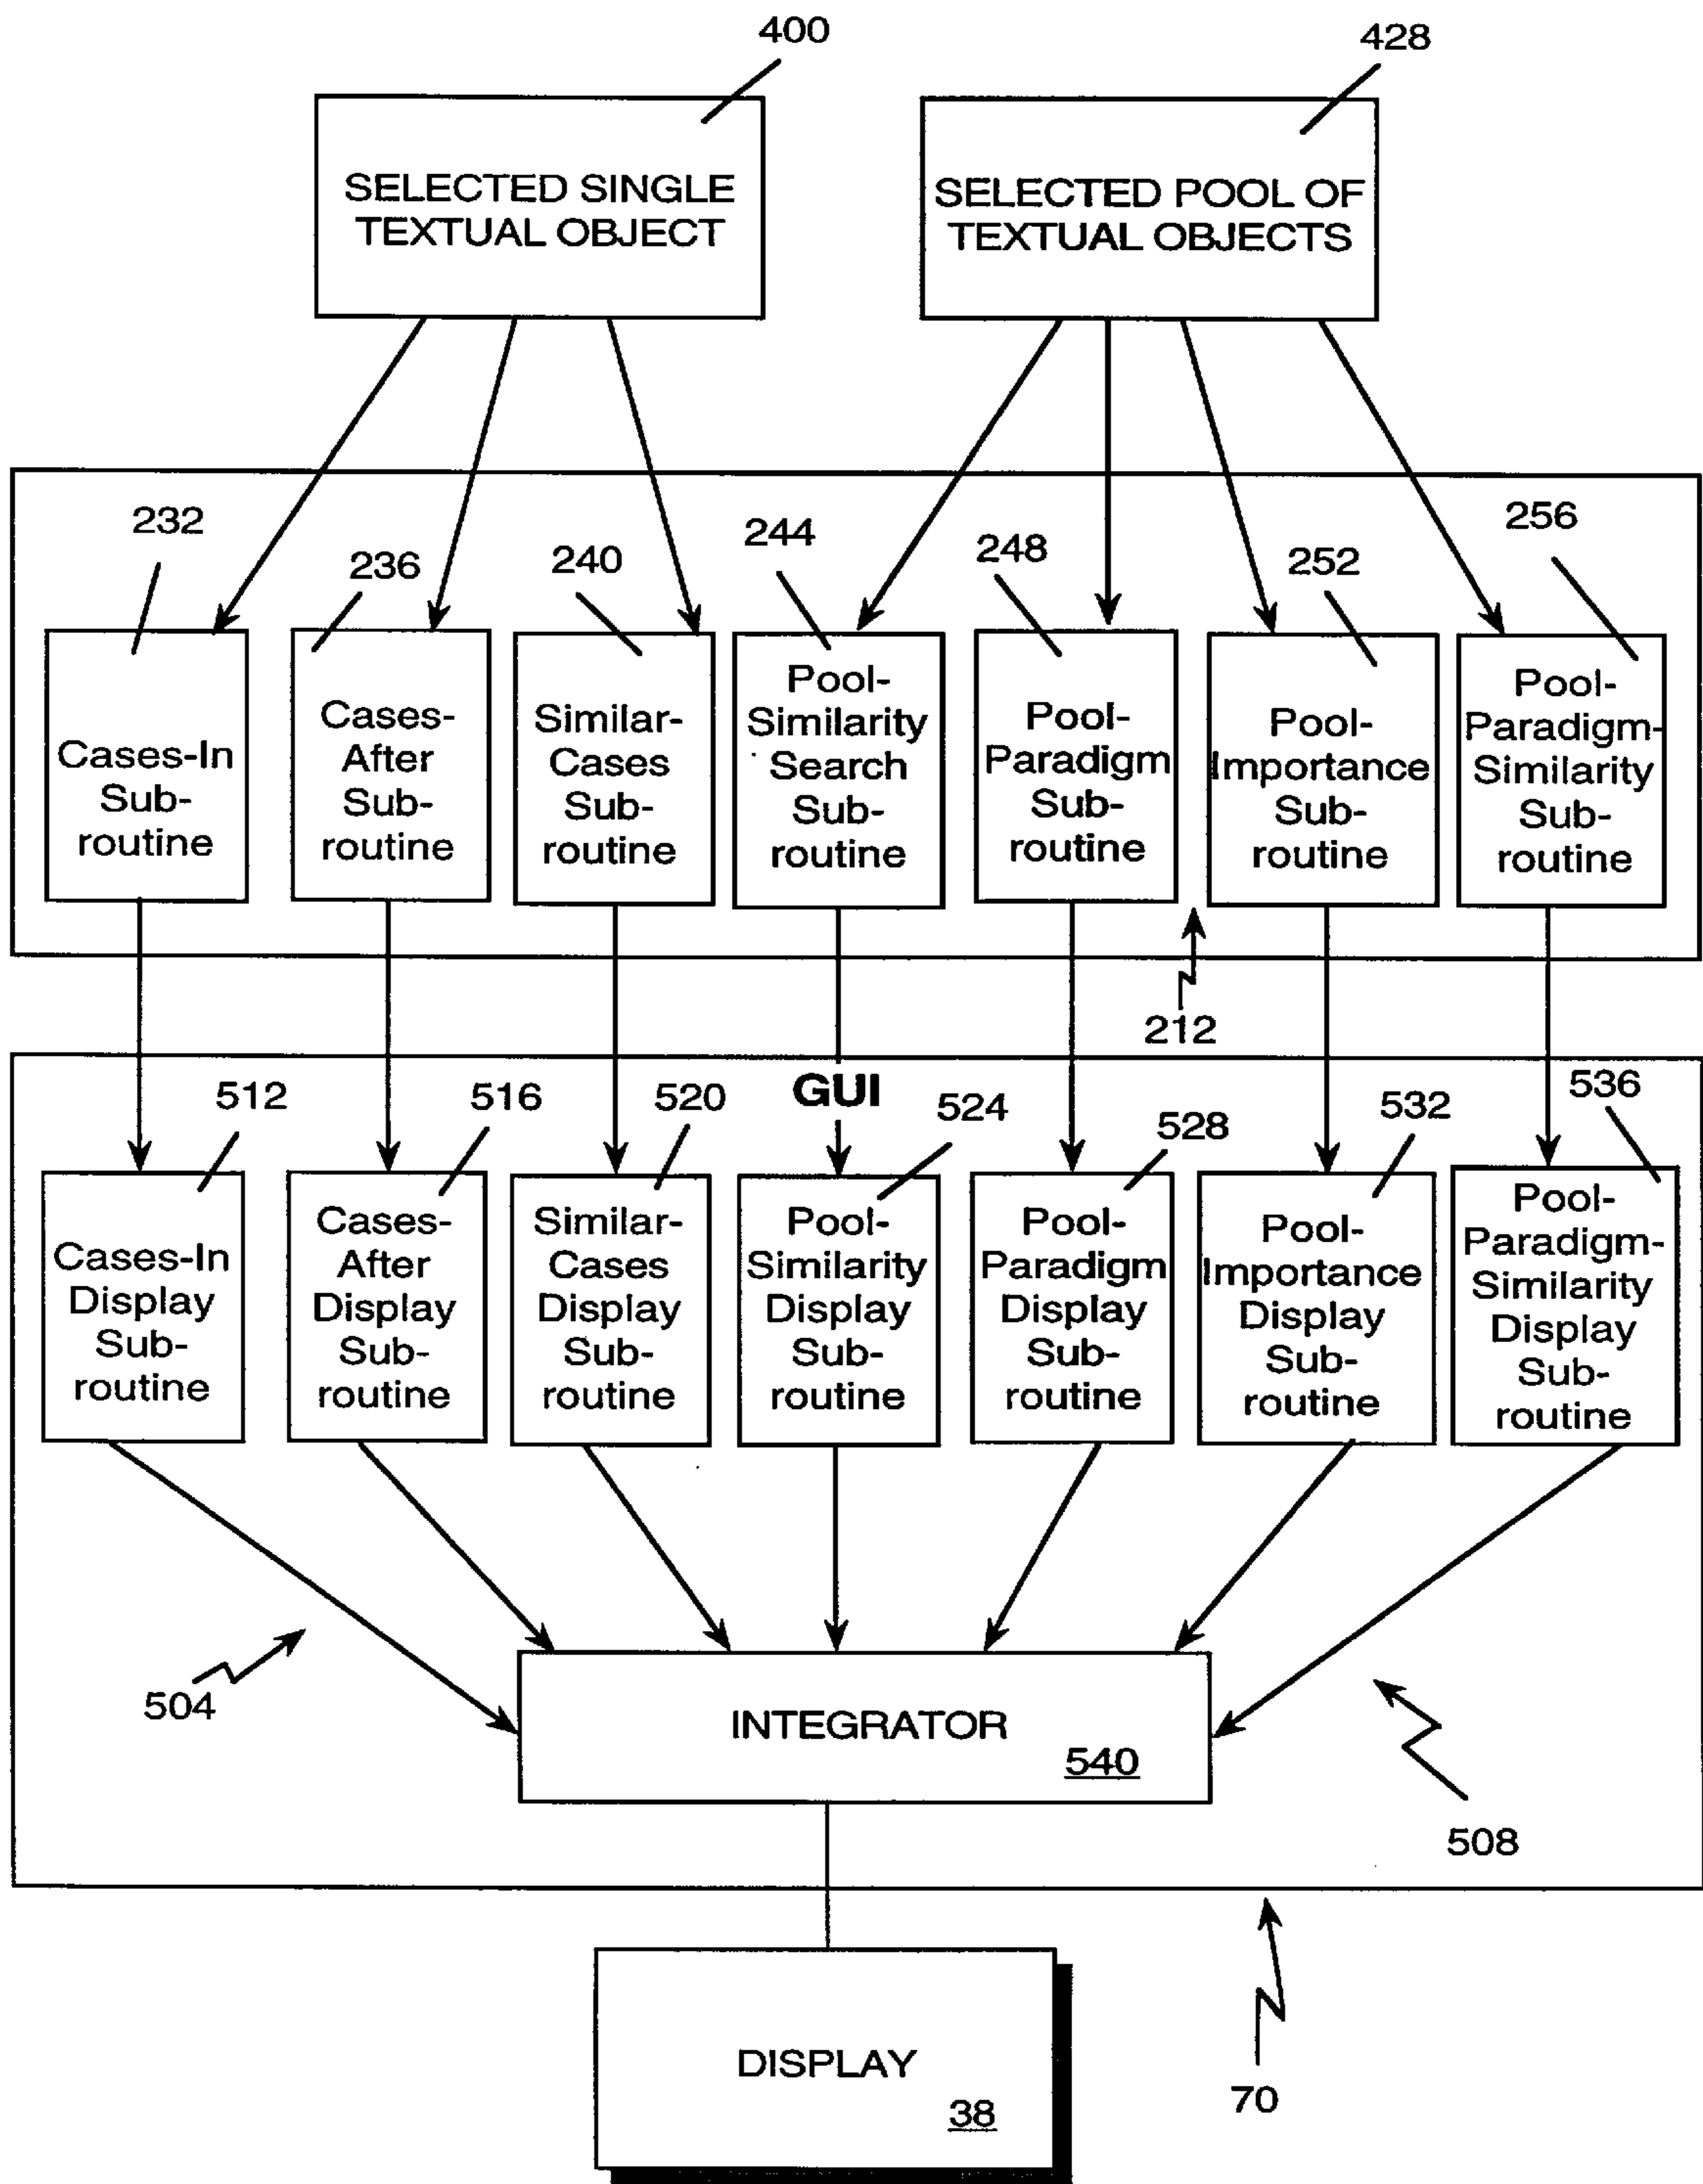 400
428
SELECTED SINGLE
TEXTUAL OBJECT
SELECTED POOL OF
TEXTUAL OBJECTS
232
236
240
244
248
252
256
Cases-In
Sub-
routine
Cases-
After
Sub-
routine
Similar-
Cases
Sub-
routine
Pool-
Similarity
Search
Sub-
routine
Pool-
Paradigm
Sub-
routine
Pool-
Importance
Sub-
routine
Pool-
Paradigm-
Similarity
Sub-
routine
212
GUI
512
516
520
524
528
532
536
Cases-In
Display
Sub-
routine
Cases-
After
Display
Sub-
routine
Similar-
Cases
Display
Sub-
routine
Pool-
Similarity
Display
Sub-
routine
Pool-
Paradigm
Display
Sub-
routine
Pool-
Importance
Display
Sub-
routine
Pool-
Paradigm-
Similarity
Display
Sub-
routine
504
INTEGRATOR
540
508
DISPLAY
38
70